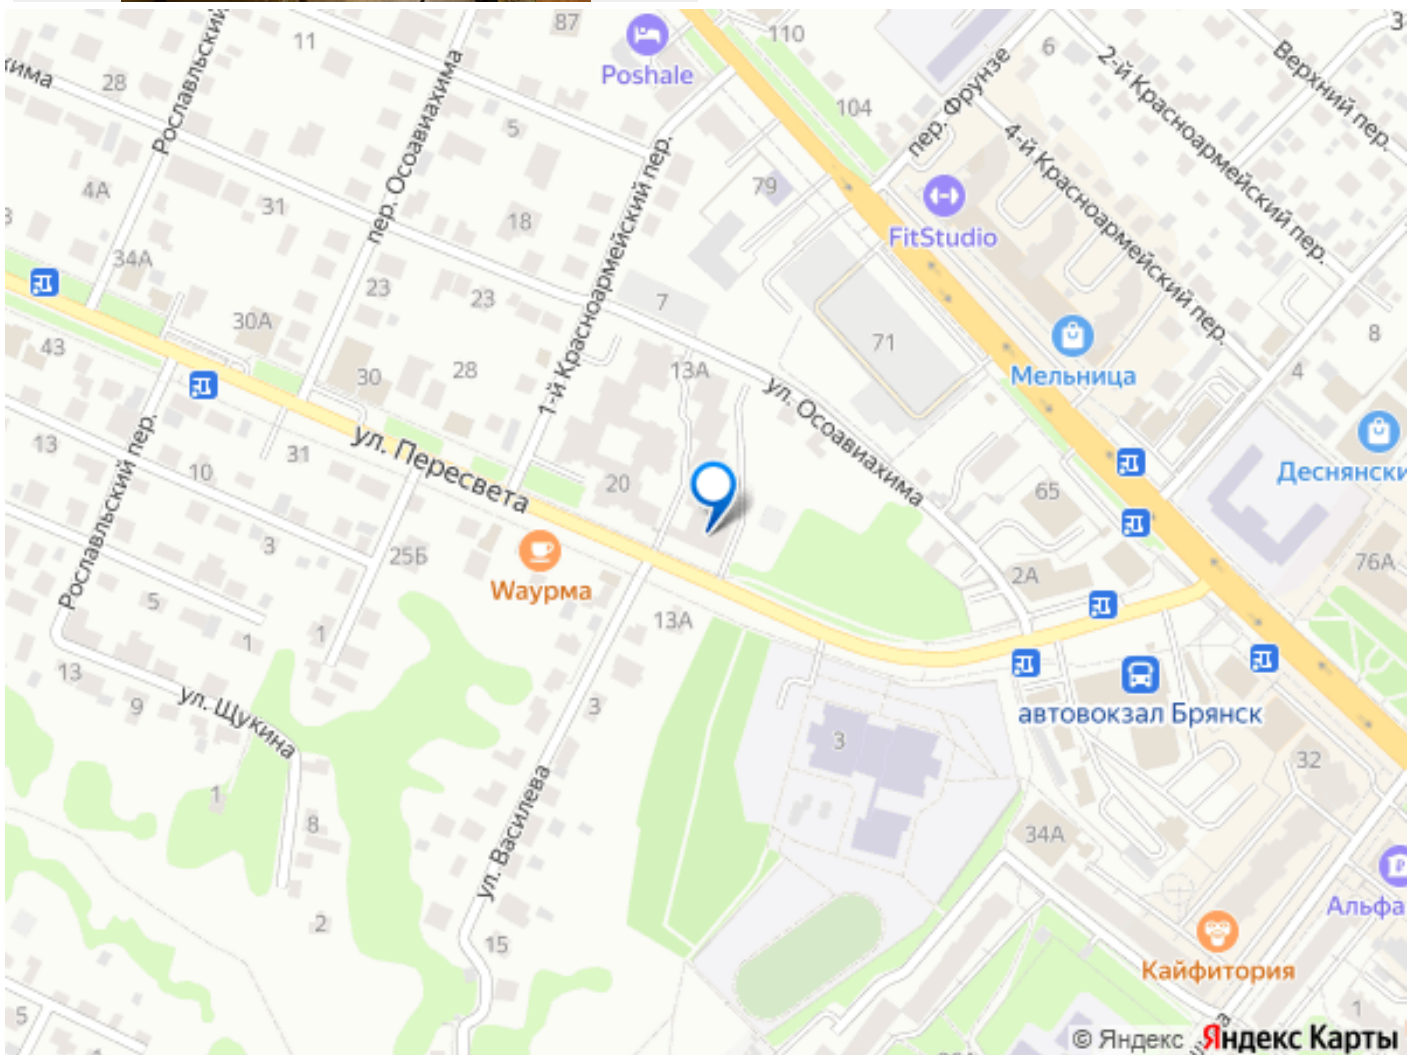 87
110
3
11
Poshale
6
28
104
пер. Фрунзе
2-й Красноармейский пер.
Верхний пер.
Рославльский
5
4-й Красноармейский пер.
4А
79
31
пер. Осоавиахима
18
1-й Красноармейский пер.
FitStudio
34А
23
23
7
30А
71
8
43
28
13А
Мельница
30
4
ул. Осоавиахима
13
31
ул. Пересвета
10
20
65
Деснянски
Рославльский пер.
3
25Б
Wаурма
2А
76А
5
1
1
13А
13
9
ул. Щукина
3
автовокзал Брянск
3
32
1
8
ул. Василева
34А
2
15
Альфа
Кайфитория
5
1
1
© Яндекс Яндекс Карты